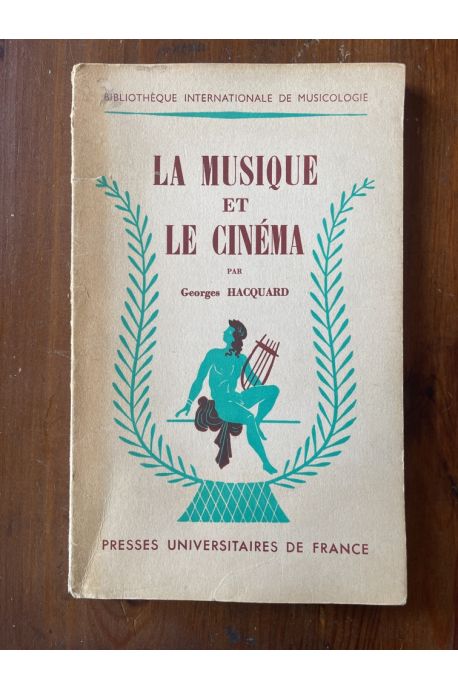 BIBLIOTHÈQUE INTERNATIONALE DE MUSICOLOGIE
LA MUSIQUE
ET
LE CINÉMA
PAR
Georges HACQUARD
PRESSES UNIVERSITAIRES DE FRANCE